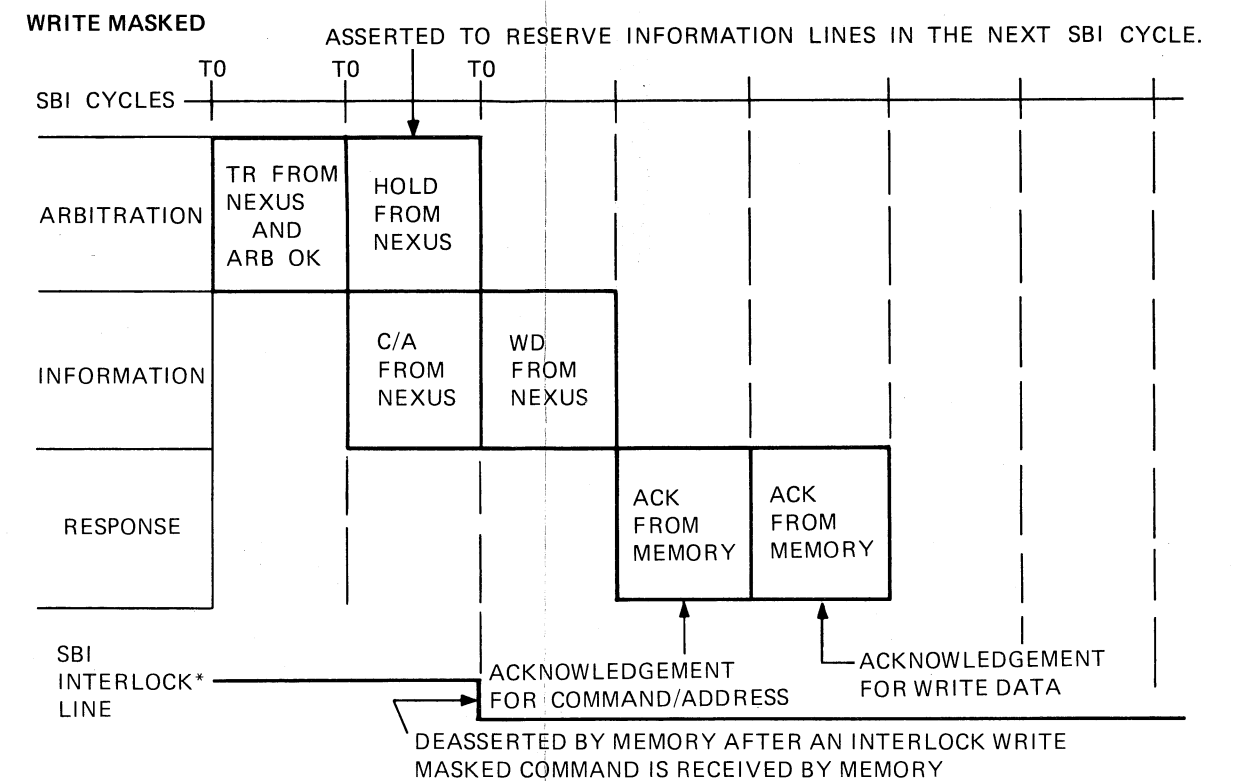 WRITE MASKED
ASSERTED TO RESERVE INFORMATION LINES IN THE NEXT SBI CYCLE.
T0 T0 T0
SBI CYCLES
ARBITRATION
TR FROM
NEXUS
AND
ARB OK
HOLD
FROM
NEXUS
INFORMATION
C/A
FROM
NEXUS
WD
FROM
NEXUS
RESPONSE
ACK
FROM
MEMORY
ACK
FROM
MEMORY
SBI
INTERLOCK*
LINE
ACKNOWLEDGEMENT
FOR COMMAND/ADDRESS
ACKNOWLEDGEMENT
FOR WRITE DATA
DEASSERTED BY MEMORY AFTER AN INTERLOCK WRITE
MASKED COMMAND IS RECEIVED BY MEMORY